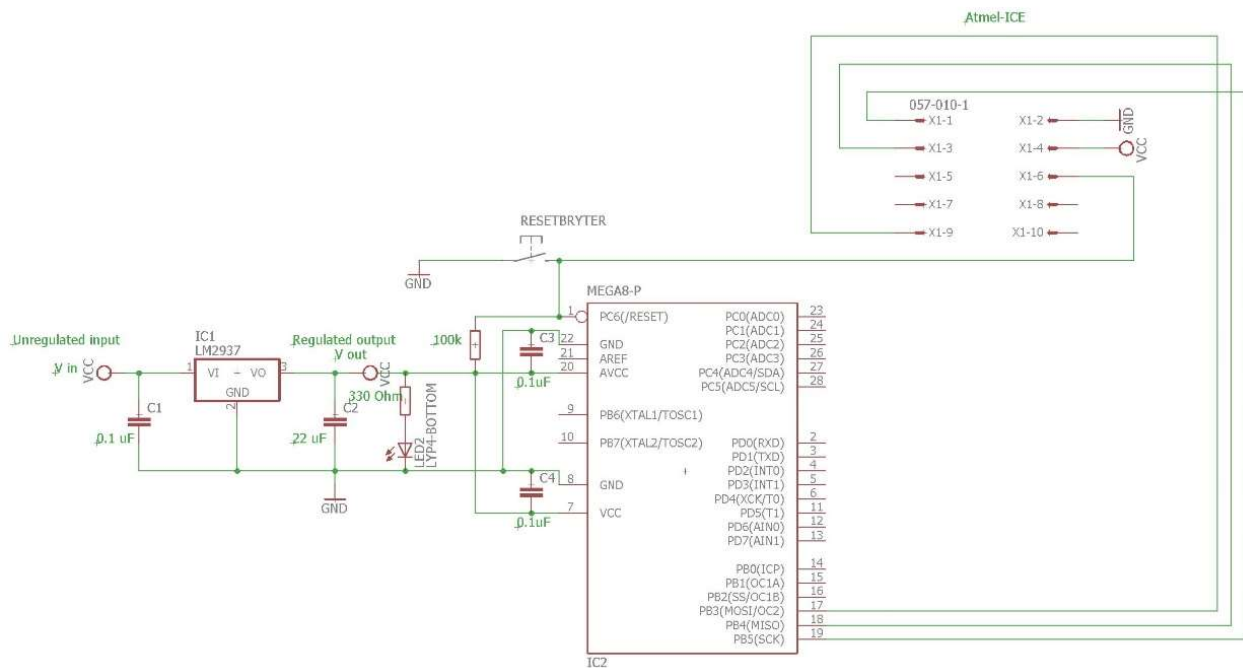 Atmel-ICE
057-010-1
X1-1
X1-2
GND
X1-3
X1-4
VCC
X1-5
X1-6
X1-7
X1-8
X1-9
X1-10
RESETBRYTER
GND
MEGA8-P
1
PC6(/RESET)
22
GND
21
AREF
20
AVCC
9
PB6(XTAL1/TOSC1)
10
PB7(XTAL2/TOSC2)
8
GND
7
VCC
PC0(ADC0)
23
PC1(ADC1)
24
PC2(ADC2)
25
PC3(ADC3)
26
PC4(ADC4/SDA)
27
PC5(ADC5/SCL)
28
PD0(RXD)
2
PD1(TXD)
3
PD2(INT0)
4
PD3(INT1)
5
PD4(XCK/T0)
6
PD5(T1)
11
PD6(AIN0)
12
PD7(AIN1)
13
PB0(ICP)
14
PB1(OC1A)
15
PB2(SS/OC1B)
16
PB3(MOSI/OC2)
17
PB4(MISO)
18
PB5(SCK)
19
IC2
Unregulated input
V in
VCC
IC1
LM2937
1
VI
VO
3
GND
2
Regulated output
V out
VCC
100k
C3
0.1uF
C1
0.1 uF
C2
22 uF
330 Ohm
LED2
LYP4-BOTTOM
C4
0.1uF
GND